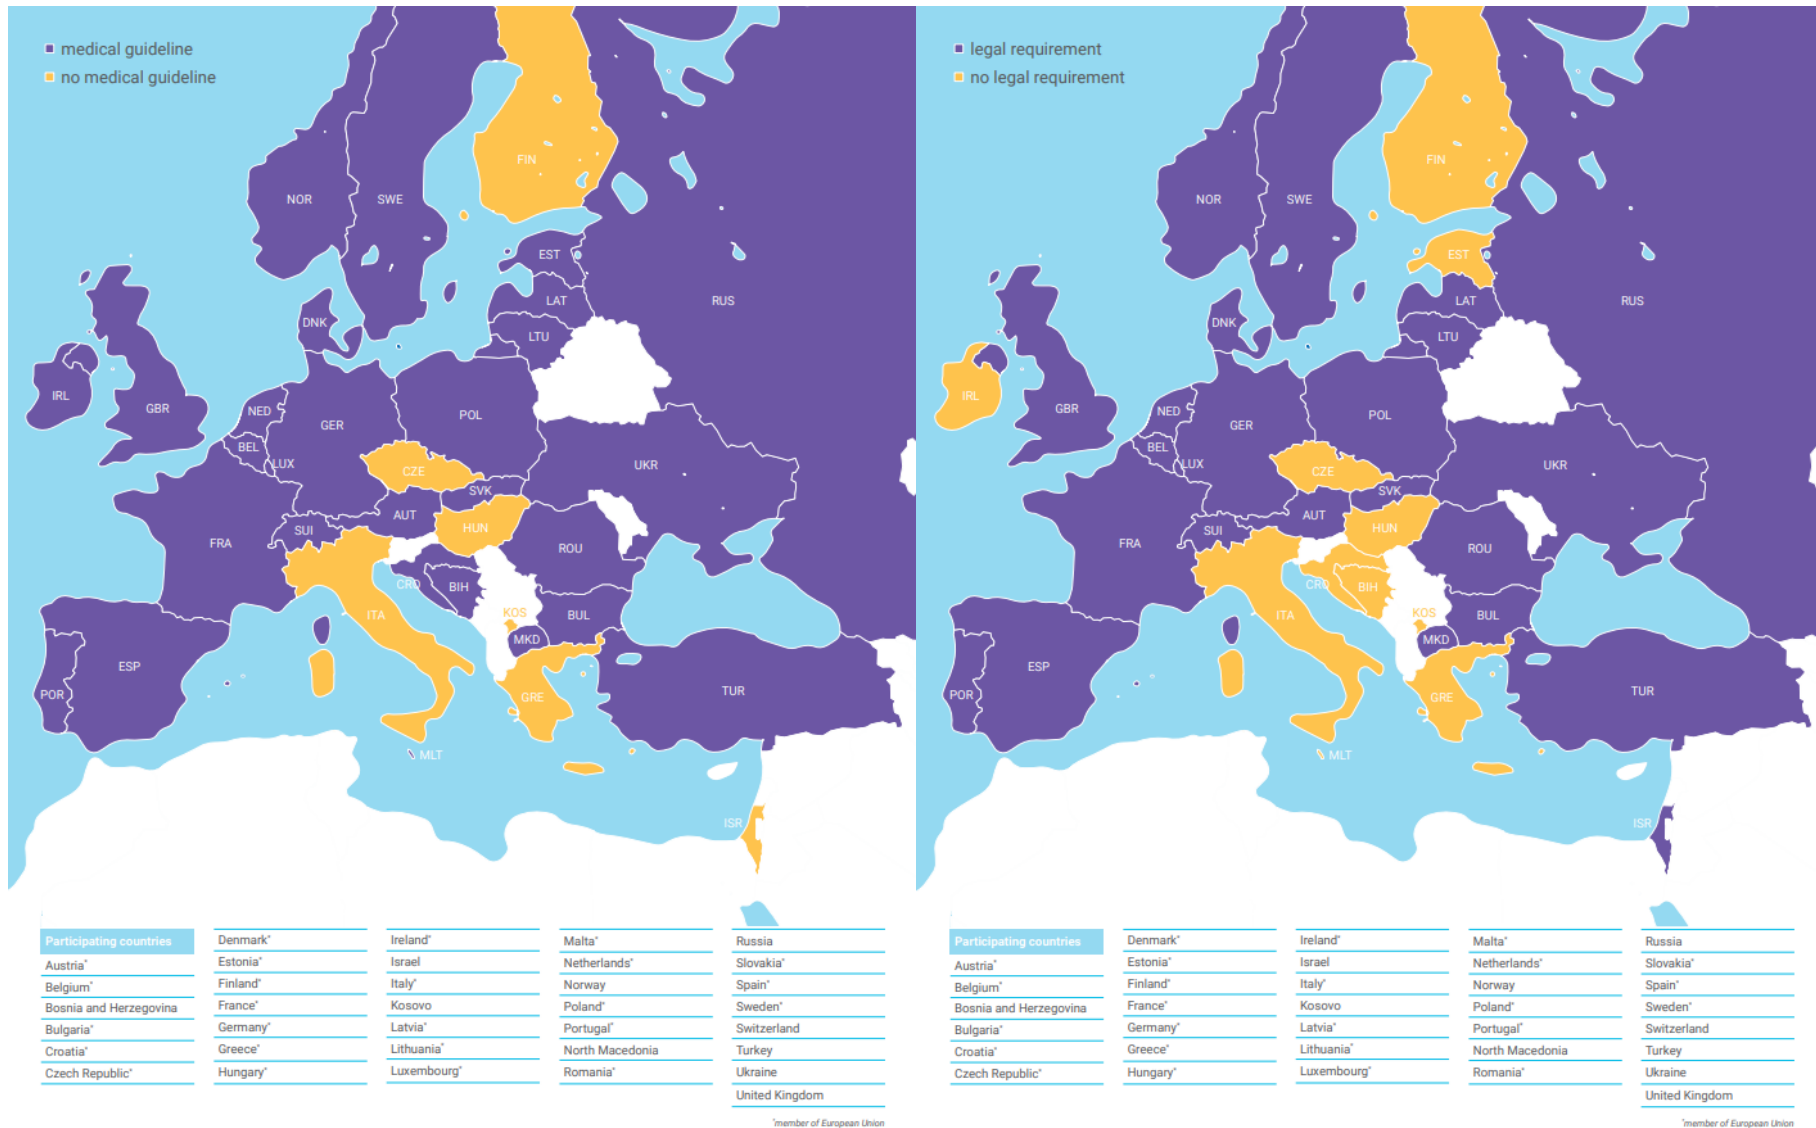 medical guideline
no medical guideline
FIN
NOR
SWE
EST
RUS
LAT
DNK
LTU
IRL
GBR
NED
POL
GER
BEL
LUX
CZE
UKR
SVK
AUT
HUN
SUI
FRA
ROU
CRO
BIH
KOS
ITA
BUL
MKD
ESP
POR
GRE
TUR
MLT
ISR
Participating countries
Austria*
Belgium*
Bosnia and Herzegovina
Bulgaria*
Croatia*
Czech Republic*
Denmark*
Estonia*
Finland*
France*
Germany*
Greece*
Hungary*
Ireland*
Israel
Italy*
Kosovo
Latvia*
Lithuania*
Luxembourg*
Malta*
Netherlands*
Norway
Poland*
Portugal*
North Macedonia
Romania*
Russia
Slovakia*
Spain*
Sweden*
Switzerland
Turkey
Ukraine
United Kingdom
*member of European Union
legal requirement
no legal requirement
FIN
NOR
SWE
EST
RUS
LAT
DNK
LTU
IRL
GBR
NED
POL
GER
BEL
LUX
CZE
UKR
SVK
AUT
HUN
SUI
FRA
ROU
CRO
BIH
KOS
ITA
BUL
MKD
ESP
POR
GRE
TUR
MLT
ISR
Participating countries
Austria*
Belgium*
Bosnia and Herzegovina
Bulgaria*
Croatia*
Czech Republic*
Denmark*
Estonia*
Finland*
France*
Germany*
Greece*
Hungary*
Ireland*
Israel
Italy*
Kosovo
Latvia*
Lithuania*
Luxembourg*
Malta*
Netherlands*
Norway
Poland*
Portugal*
North Macedonia
Romania*
Russia
Slovakia*
Spain*
Sweden*
Switzerland
Turkey
Ukraine
United Kingdom
*member of European Union